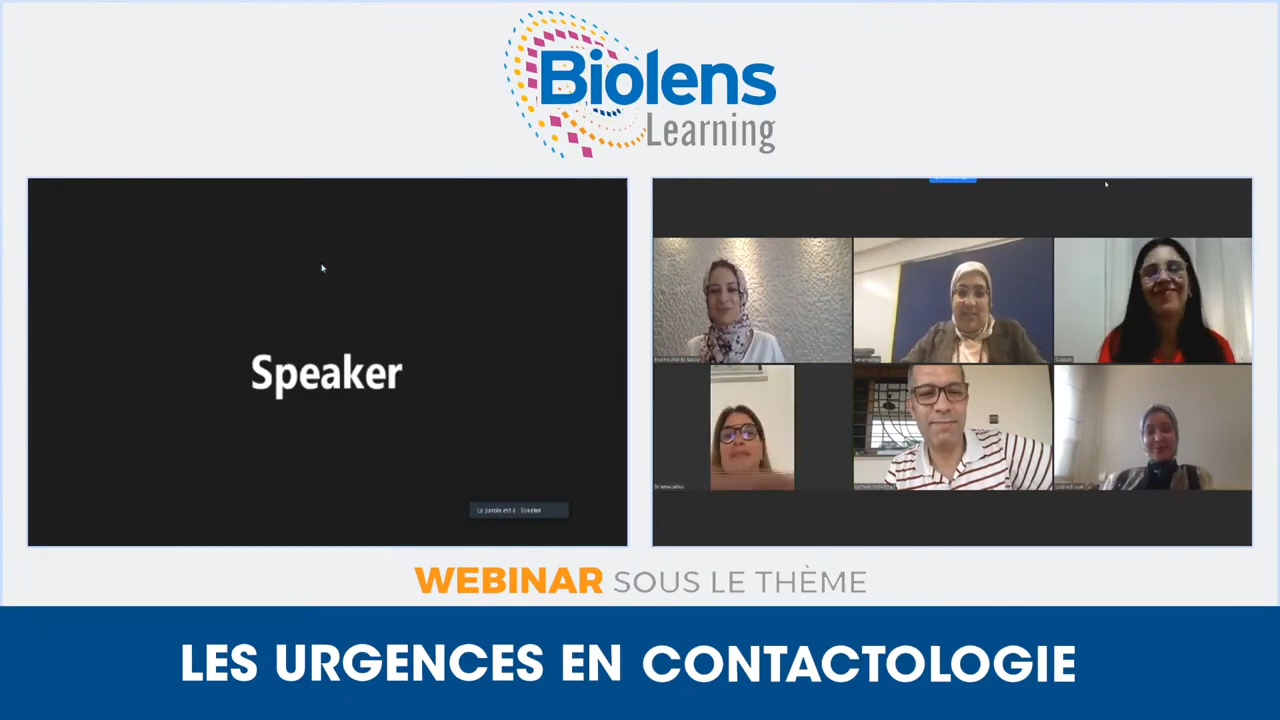 Biolens
Learning
Speaker
La parole est à : Speaker
WEBINAR SOUS LE THÈME
LES URGENCES EN CONTACTOLOGIE